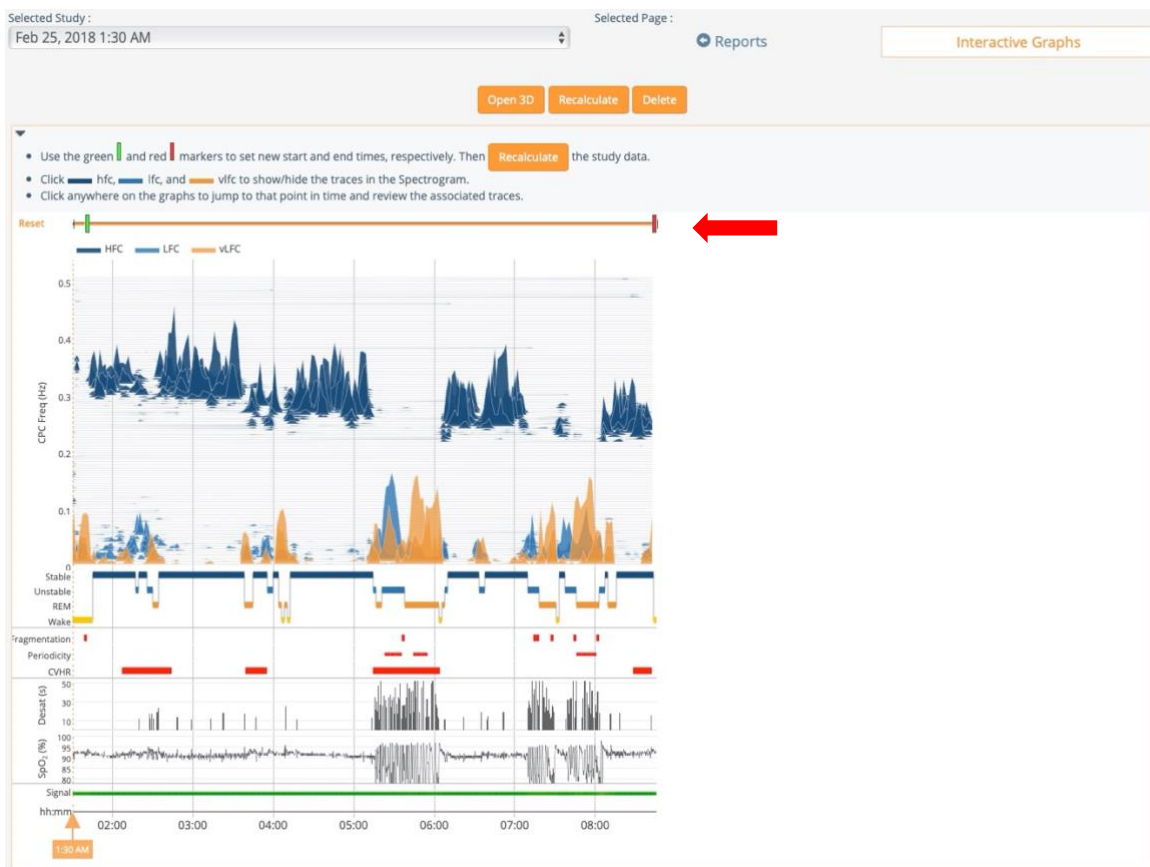 Selected Study :
Selected Page :
Feb 25, 2018 1:30 AM
Reports
Interactive Graphs
Open 3D
Recalculate
Delete
Use the green and red markers to set new start and end times, respectively. Then Recalculate the study data.
Click hfc, lfc, and vlfc to show/hide the traces in the Spectrogram.
Click anywhere on the graphs to jump to that point in time and review the associated traces.
Reset
HFC LFC vLFC
CPC Freq (Hz)
0.5
0.4
0.3
0.2
0.1
0
Stable
Unstable
REM
Wake
Fragmentation
Periodicity
CVHR
Desat (s)
50
30
10
SpO₂ (%)
100
95
90
85
80
Signal
hh:mm
02:00 03:00 04:00 05:00 06:00 07:00 08:00
1:30 AM